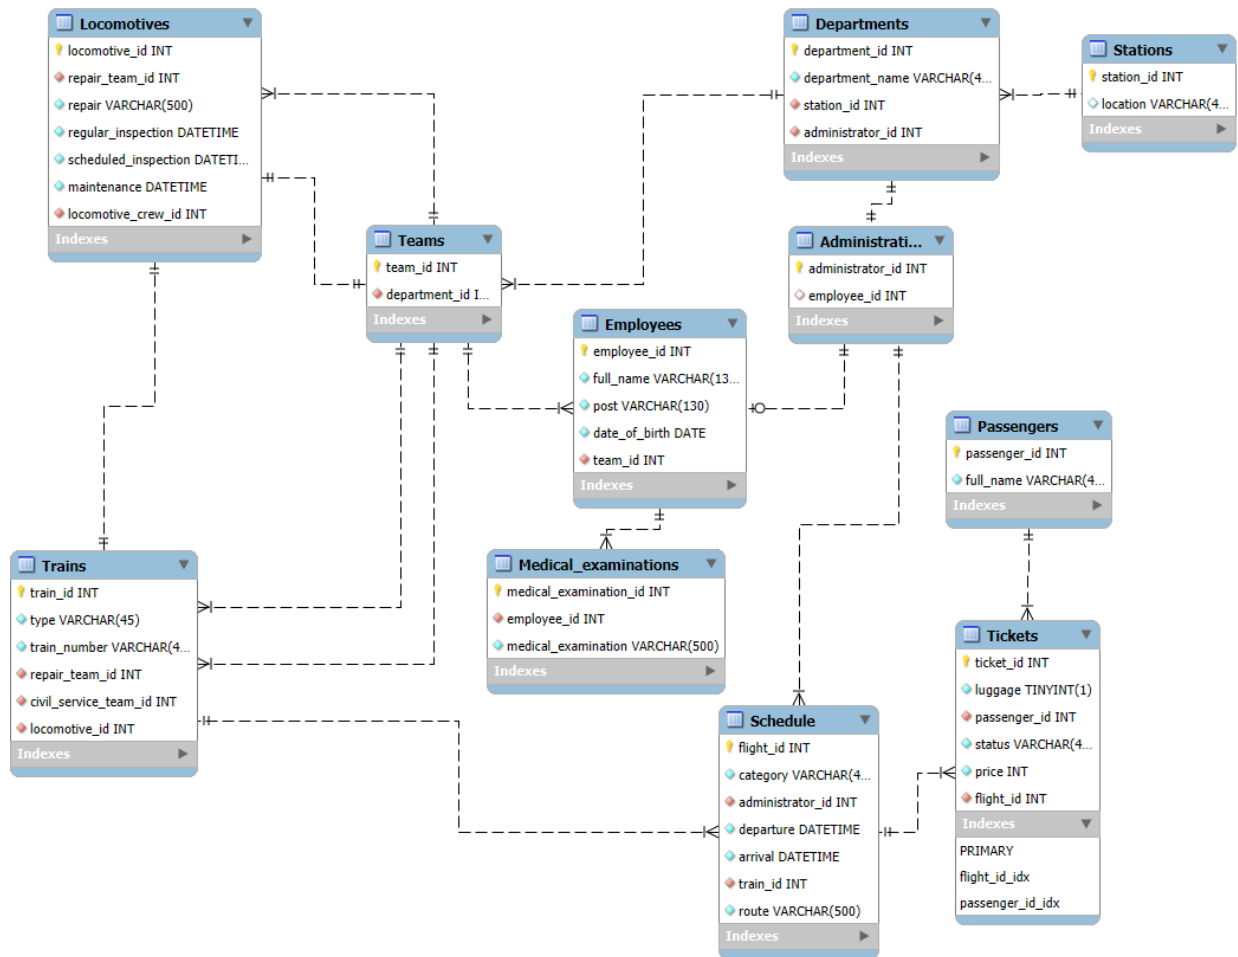 Locomotives
locomotive_id INT
repair_team_id INT
repair VARCHAR(500)
regular_inspection DATETIME
scheduled_inspection DATETI...
maintenance DATETIME
locomotive_crew_id INT
Indexes
Departments
department_id INT
department_name VARCHAR(4...
station_id INT
administrator_id INT
Indexes
Stations
station_id INT
location VARCHAR(4...
Indexes
Teams
team_id INT
department_id I...
Indexes
Administrati...
administrator_id INT
employee_id INT
Indexes
Employees
employee_id INT
full_name VARCHAR(13...
post VARCHAR(130)
date_of_birth DATE
team_id INT
Indexes
Passengers
passenger_id INT
full_name VARCHAR(4...
Indexes
Trains
train_id INT
type VARCHAR(45)
train_number VARCHAR(4...
repair_team_id INT
civil_service_team_id INT
locomotive_id INT
Indexes
Medical_examinations
medical_examination_id INT
employee_id INT
medical_examination VARCHAR(500)
Indexes
Schedule
flight_id INT
category VARCHAR(4...
administrator_id INT
departure DATETIME
arrival DATETIME
train_id INT
route VARCHAR(500)
Indexes
Tickets
ticket_id INT
luggage TINYINT(1)
passenger_id INT
status VARCHAR(4...
price INT
flight_id INT
Indexes
PRIMARY
flight_id_idx
passenger_id_idx